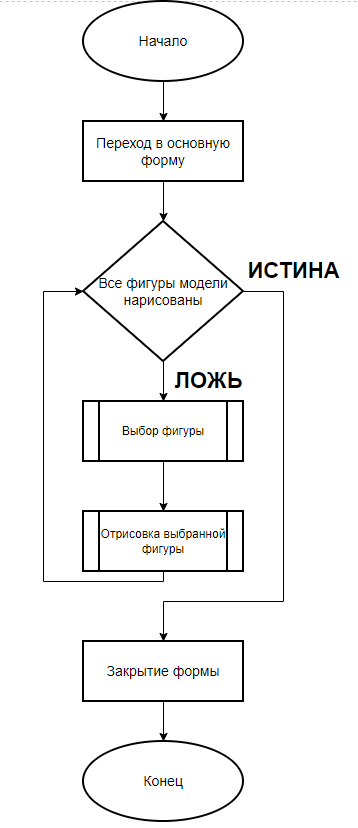 Начало
Переход в основную
форму
Все фигуры модели
нарисованы
ИСТИНА
ЛОЖЬ
Выбор фигуры
Отрисовка выбранной
фигуры
Закрытие формы
Конец